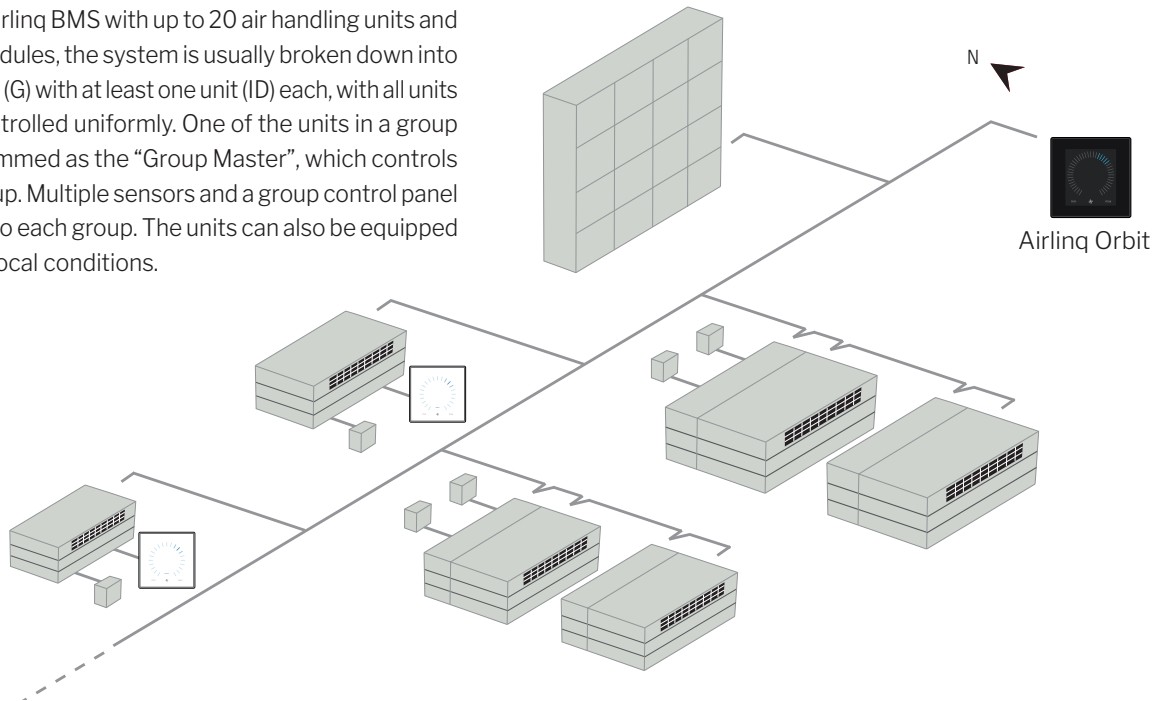 rlinq BMS with up to 20 air handling units and
dules, the system is usually broken down into
(G) with at least one unit (ID) each, with all units
trolled uniformly. One of the units in a group
mmed as the “Group Master”, which controls
up. Multiple sensors and a group control panel
o each group. The units can also be equipped
ocal conditions.
N
Airlinq Orbit